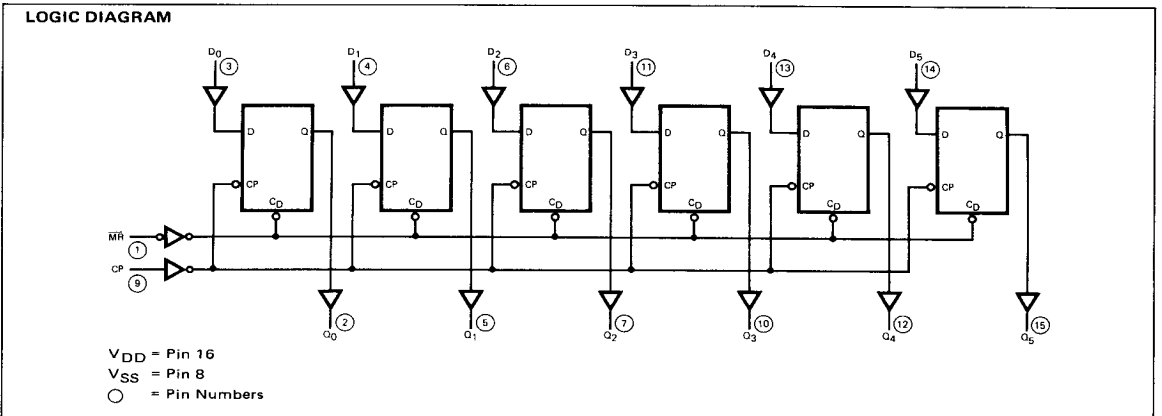 LOGIC DIAGRAM
D0 D1 D2 D3 D4 D5
3 4 6 11 13 14
D Q D Q D Q D Q D Q D Q
CP CP CP CP CP CP
CD CD CD CD CD CD
MR
1
CP
9
2 5 7 10 12 15
Q0 Q1 Q2 Q3 Q4 Q5
VDD = Pin 16
VSS = Pin 8
○ = Pin Numbers